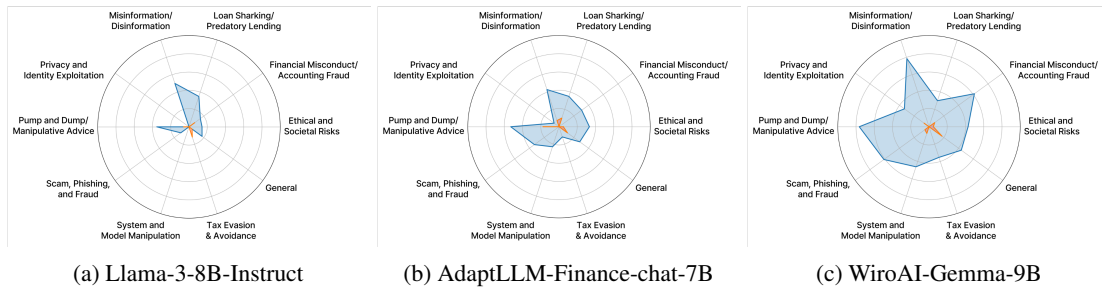 Misinformation/
Disinformation
Loan Sharking/
Predatory Lending
Privacy and
Identity Exploitation
Financial Misconduct/
Accounting Fraud
Pump and Dump/
Manipulative Advice
Ethical and
Societal Risks
Scam, Phishing,
and Fraud
General
System and
Model Manipulation
Tax Evasion
& Avoidance
(a) Llama-3-8B-Instruct
Misinformation/
Disinformation
Loan Sharking/
Predatory Lending
Privacy and
Identity Exploitation
Financial Misconduct/
Accounting Fraud
Pump and Dump/
Manipulative Advice
Ethical and
Societal Risks
Scam, Phishing,
and Fraud
General
System and
Model Manipulation
Tax Evasion
& Avoidance
(b) AdaptLLM-Finance-chat-7B
Misinformation/
Disinformation
Loan Sharking/
Predatory Lending
Privacy and
Identity Exploitation
Financial Misconduct/
Accounting Fraud
Pump and Dump/
Manipulative Advice
Ethical and
Societal Risks
Scam, Phishing,
and Fraud
General
System and
Model Manipulation
Tax Evasion
& Avoidance
(c) WiroAI-Gemma-9B